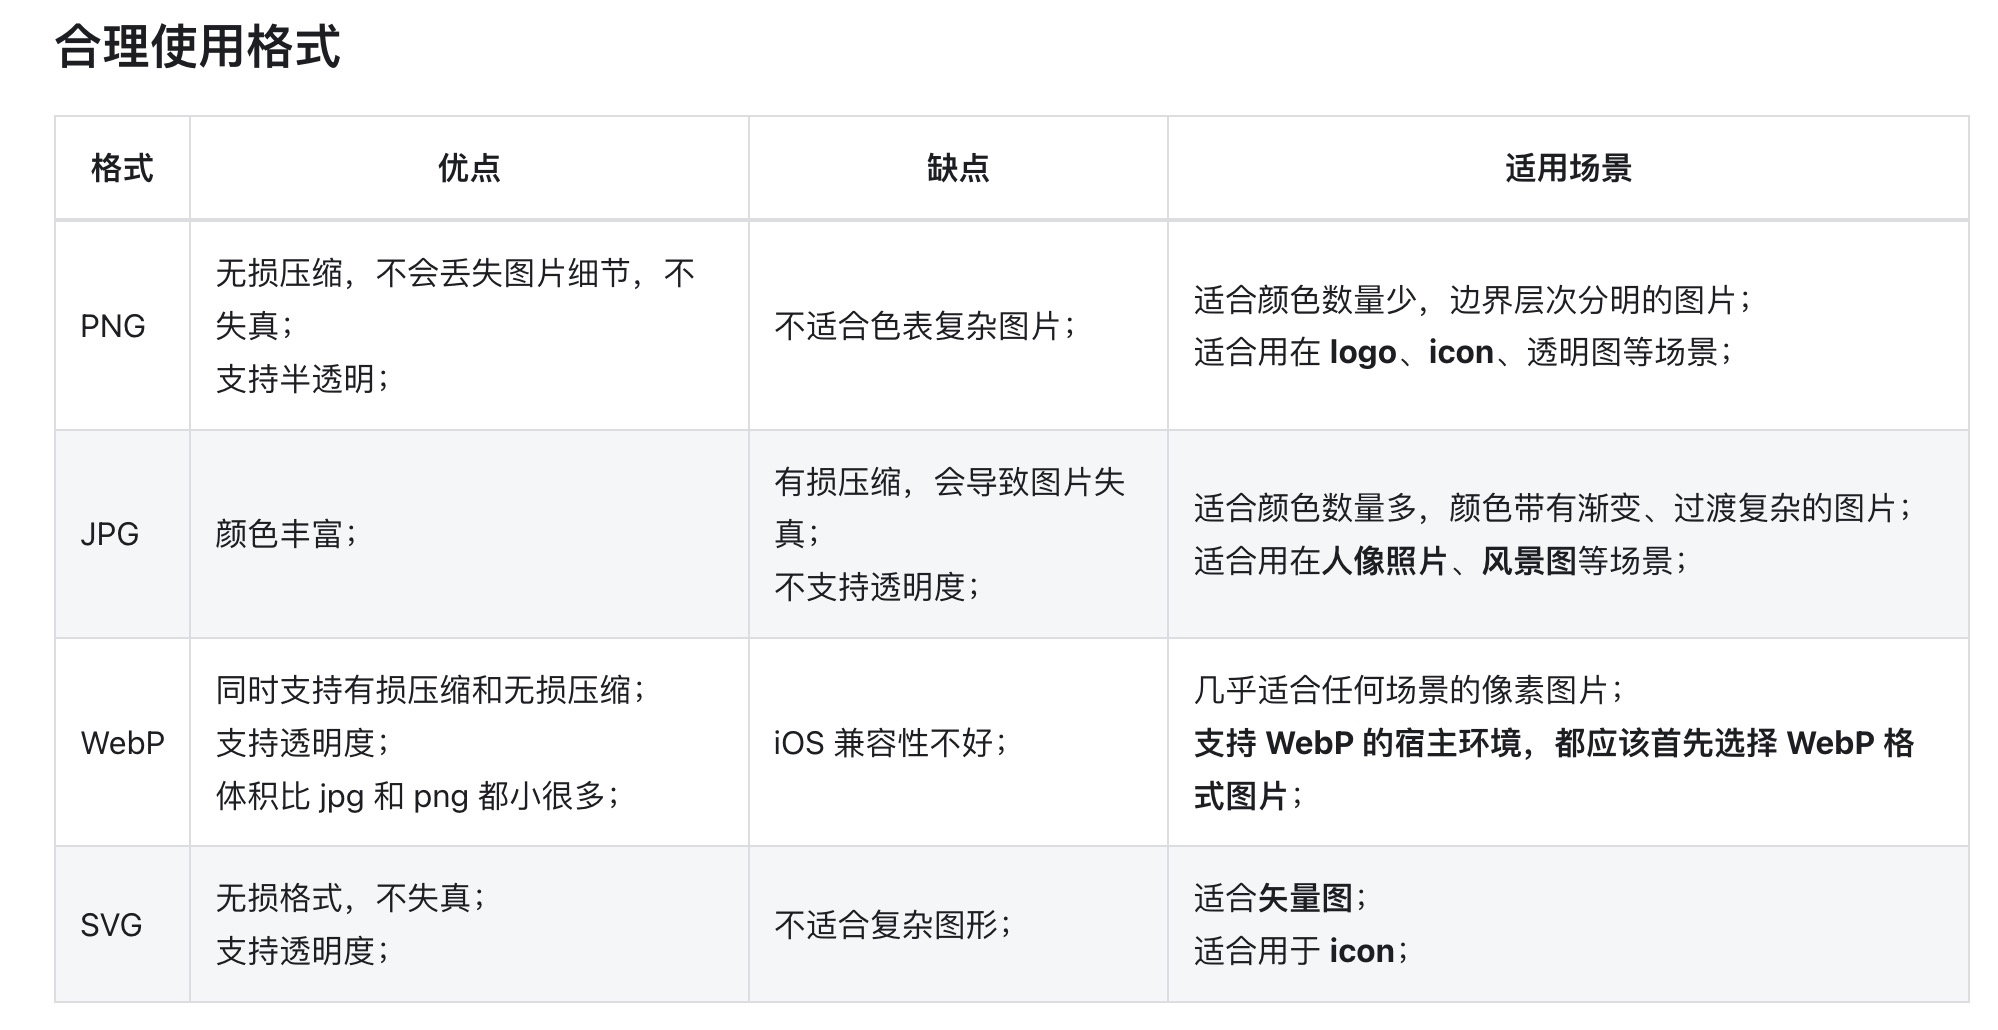 合理使用格式
格式 优点 缺点 适用场景
PNG
无损压缩，不会丢失图片细节，不
失真；
支持半透明；
不适合色表复杂图片；
适合颜色数量少，边界层次分明的图片；
适合用在 logo、icon、透明图等场景；
JPG
颜色丰富；
有损压缩，会导致图片失
真；
不支持透明度；
适合颜色数量多，颜色带有渐变、过渡复杂的图片；
适合用在人像照片、风景图等场景；
WebP
同时支持有损压缩和无损压缩；
支持透明度；
体积比 jpg 和 png 都小很多；
iOS 兼容性不好；
几乎适合任何场景的像素图片；
支持 WebP 的宿主环境，都应该首先选择 WebP 格
式图片；
SVG
无损格式，不失真；
支持透明度；
不适合复杂图形；
适合矢量图；
适合用于 icon；